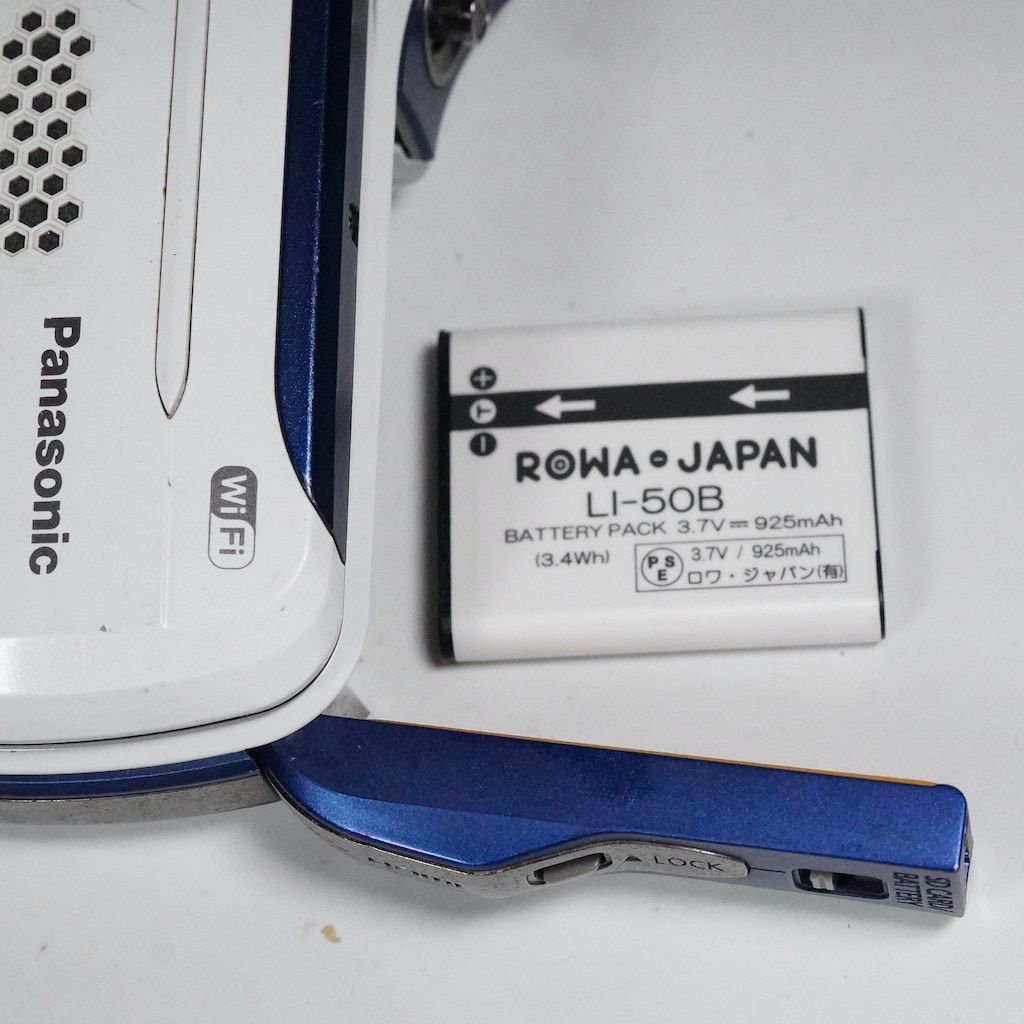 Panasonic
Wi Fi
+
T
−
ROWA JAPAN
LI-50B
BATTERY PACK 3.7V⎓925mAh
(3.4Wh)
PSE
3.7V / 925mAh
ロワ・ジャパン(有)
▲ LOCK
SD CARD/
BATTERY